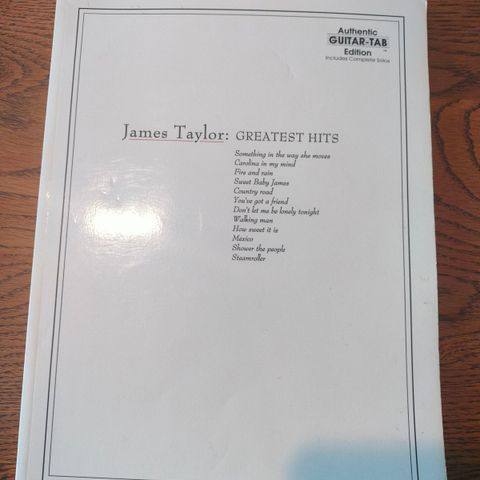 Authentic
GUITAR-TAB
Edition
Includes Complete Solos
James Taylor: GREATEST HITS
Something in the way she moves
Carolina in my mind
Fire and rain
Sweet Baby James
Country road
You've got a friend
Don't let me be lonely tonight
Walking man
How sweet it is
Mexico
Shower the people
Steamroller